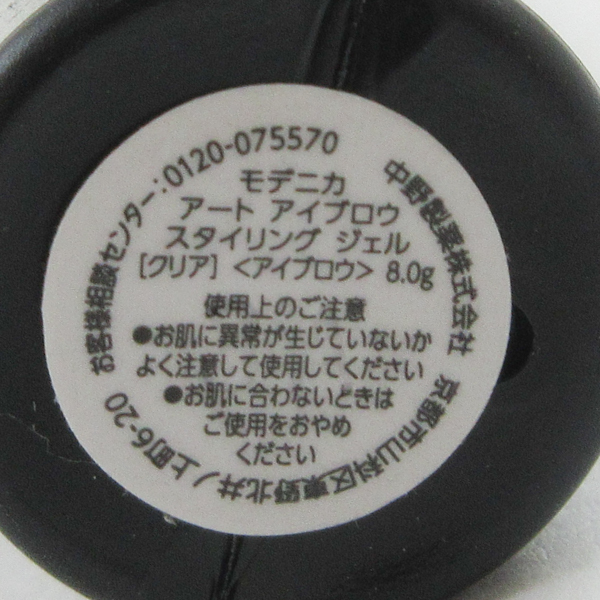 モデニカ
アート アイブロウ
スタイリング ジェル
[クリア] <アイブロウ> 8.0g
使用上のご注意
●お肌に異常が生じていないか
よく注意して使用してください
●お肌に合わないときは
ご使用をおやめ
ください
中野製薬株式会社 京都市山科区東野北井ノ上町6-20
お客様相談センター:0120-075570